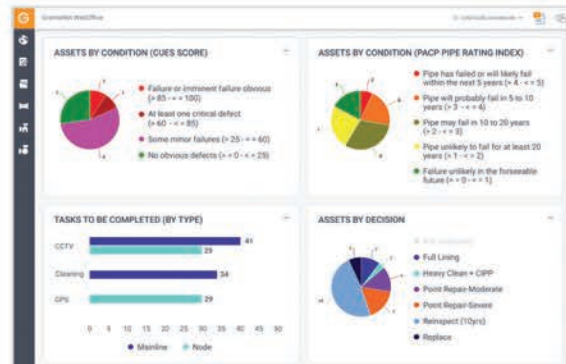 GraniteNet WebOffice
ASSETS BY CONDITION (CUES SCORE)
Failure or imminent failure obvious
(> 85 - < = 100)
At least one critical defect
(> 60 - < = 85)
Some minor failures (> 25 - < = 60)
No obvious defects (> = 0 - < = 25)
ASSETS BY CONDITION (PACP PIPE RATING INDEX)
Pipe has failed or will likely fail
within the next 5 years (> 4 - < = 5)
Pipe will probably fail in 5 to 10
years (> 3 - < = 4)
Pipe may fail in 10 to 20 years
(> 2 - < = 3)
Pipe unlikely to fail for at least 20
years (> 1 - < = 2)
Failure unlikely in the forseeable
future (> = 0 - < = 1)
TASKS TO BE COMPLETED (BY TYPE)
CCTV
41
29
Cleaning
34
GPS
29
0 5 10 15 20 25 30 35 40 45 50
Mainline
Node
ASSETS BY DECISION
Full Lining
Heavy Clean + CIPP
Point Repair-Moderate
Point Repair-Severe
Reinspect (10yrs)
Replace